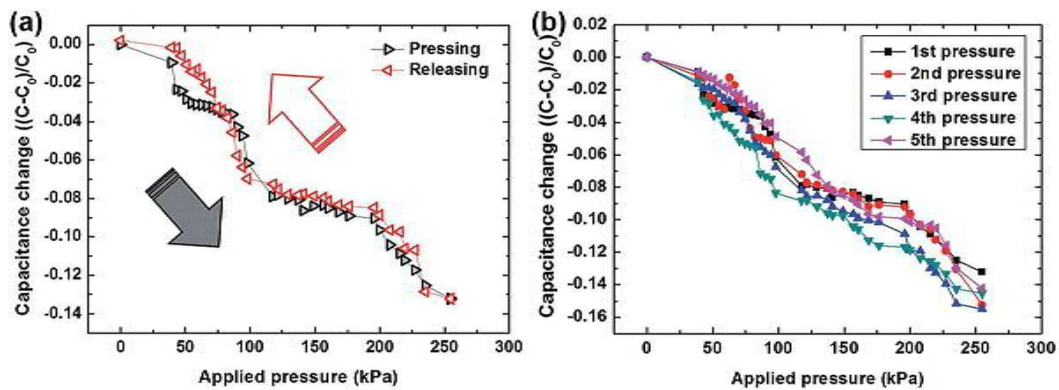 (a)
Capacitance change ((C-C₀)/C₀)
0.00
-0.02
-0.04
-0.06
-0.08
-0.10
-0.12
-0.14
Pressing
Releasing
0 50 100 150 200 250 300
Applied pressure (kPa)
(b)
Capacitance change ((C-C₀)/C₀)
0.02
0.00
-0.02
-0.04
-0.06
-0.08
-0.10
-0.12
-0.14
-0.16
1st pressure
2nd pressure
3rd pressure
4th pressure
5th pressure
0 50 100 150 200 250 300
Applied pressure (kPa)